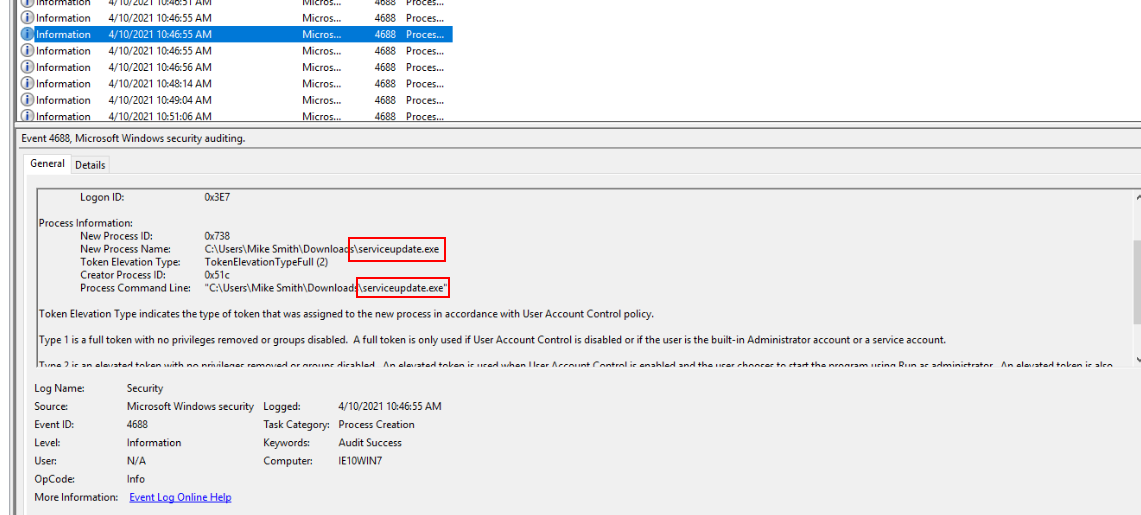 Information 4/10/2021 10:46:51 AM Micros... 4688 Proces...
Information 4/10/2021 10:46:55 AM Micros... 4688 Proces...
Information 4/10/2021 10:46:55 AM Micros... 4688 Proces...
Information 4/10/2021 10:46:55 AM Micros... 4688 Proces...
Information 4/10/2021 10:46:56 AM Micros... 4688 Proces...
Information 4/10/2021 10:48:14 AM Micros... 4688 Proces...
Information 4/10/2021 10:49:04 AM Micros... 4688 Proces...
Information 4/10/2021 10:51:06 AM Micros... 4688 Proces...
Event 4688, Microsoft Windows security auditing.
General Details
Logon ID: 0x3E7
Process Information:
New Process ID: 0x738
New Process Name: C:\Users\Mike Smith\Downloads\serviceupdate.exe
Token Elevation Type: TokenElevationTypeFull (2)
Creator Process ID: 0x51c
Process Command Line: "C:\Users\Mike Smith\Downloads\serviceupdate.exe"
Token Elevation Type indicates the type of token that was assigned to the new process in accordance with User Account Control policy.
Type 1 is a full token with no privileges removed or groups disabled. A full token is only used if User Account Control is disabled or if the user is the built-in Administrator account or a service account.
Type 2 is an elevated token with no privileges removed or groups disabled. An elevated token is used when User Account Control is enabled and the user chooses to start the program using Run as administrator. An elevated token is also
Log Name: Security
Source: Microsoft Windows security Logged: 4/10/2021 10:46:55 AM
Event ID: 4688 Task Category: Process Creation
Level: Information Keywords: Audit Success
User: N/A Computer: IE10WIN7
OpCode: Info
More Information: Event Log Online Help